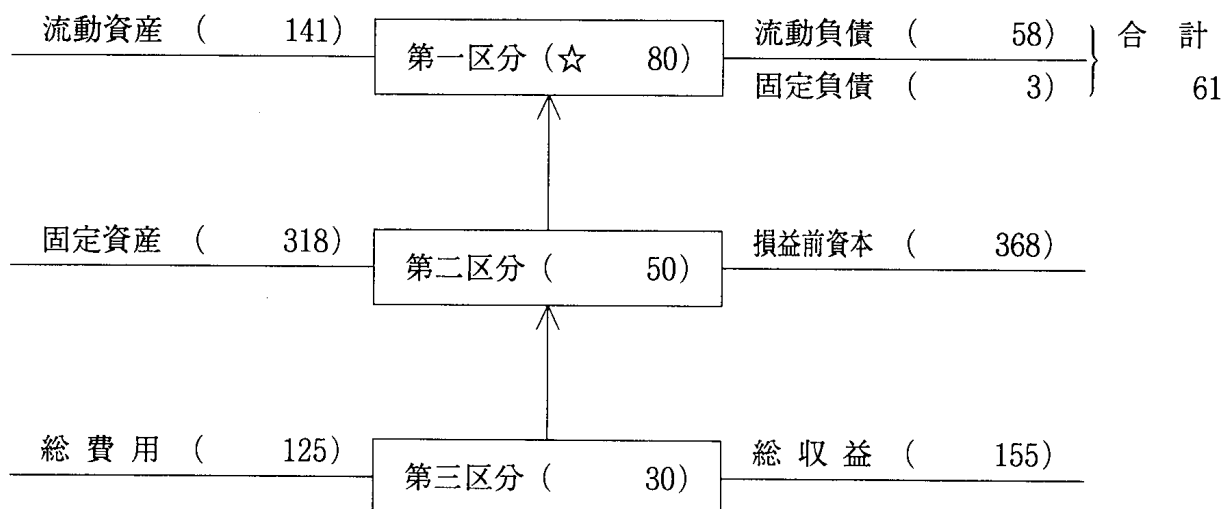 流動資産 ( 141) 第一区分(☆ 80) 流動負債 ( 58) 合計
固定負債 ( 3) 61
固定資産 ( 318) 第二区分( 50) 損益前資本 ( 368)
総費用 ( 125) 第三区分( 30) 総収益 ( 155)